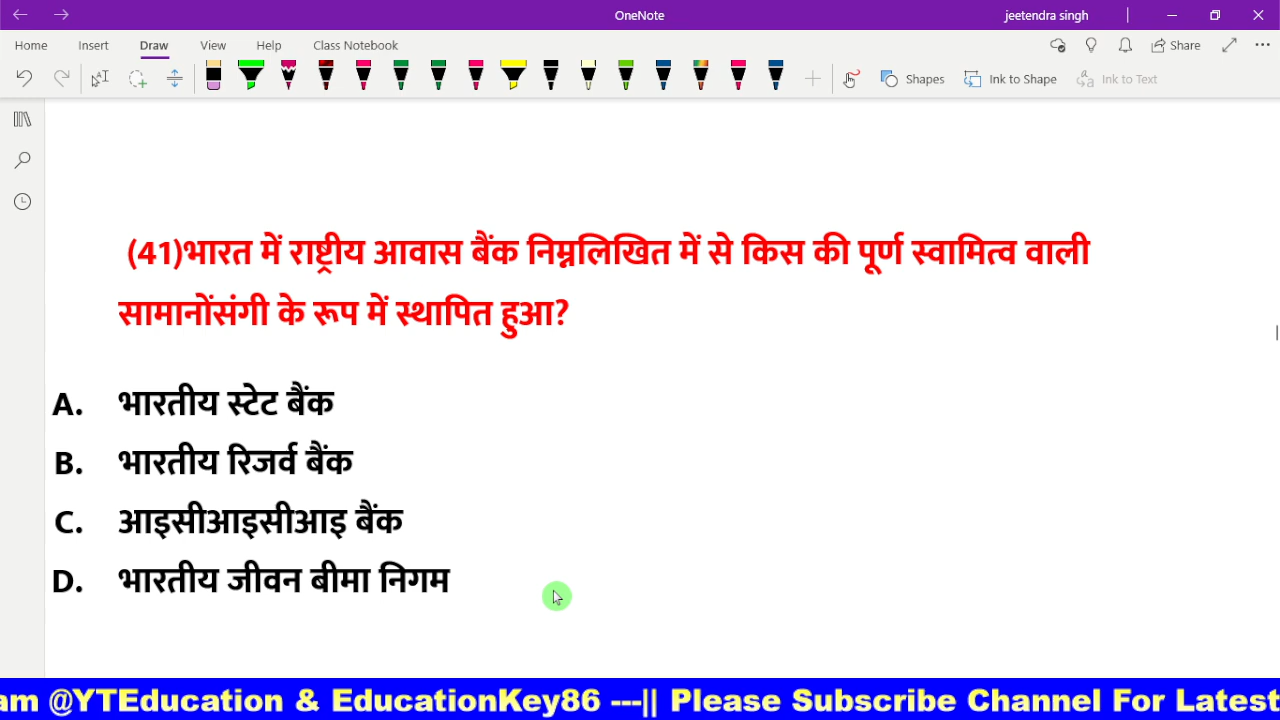 OneNote
jeetendra singh
Home Insert Draw View Help Class Notebook Share
Shapes Ink to Shape Ink to Text
(41)भारत में राष्ट्रीय आवास बैंक निम्नलिखित में से किस की पूर्ण स्वामित्व वाली
सामानोंसंगी के रूप में स्थापित हुआ?
A. भारतीय स्टेट बैंक
B. भारतीय रिजर्व बैंक
C. आइसीआइसीआइ बैंक
D. भारतीय जीवन बीमा निगम
am @YTEducation & EducationKey86 ---|| Please Subscribe Channel For Latest